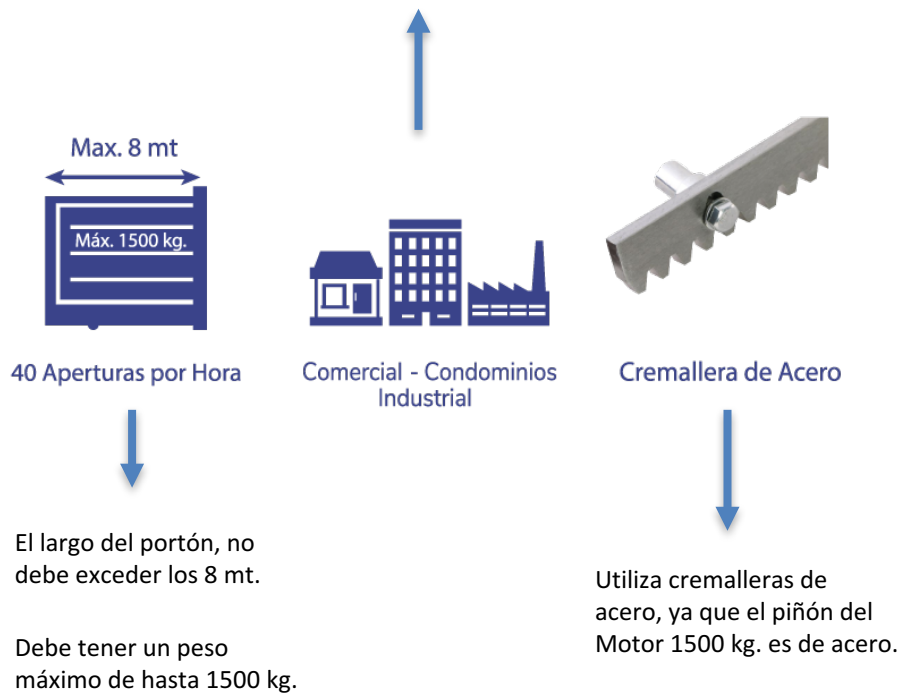 Max. 8 mt
Máx. 1500 kg.
40 Aperturas por Hora
Comercial - Condominios
Industrial
Cremallera de Acero
El largo del portón, no
debe exceder los 8 mt.
Debe tener un peso
máximo de hasta 1500 kg.
Utiliza cremalleras de
acero, ya que el piñón del
Motor 1500 kg. es de acero.